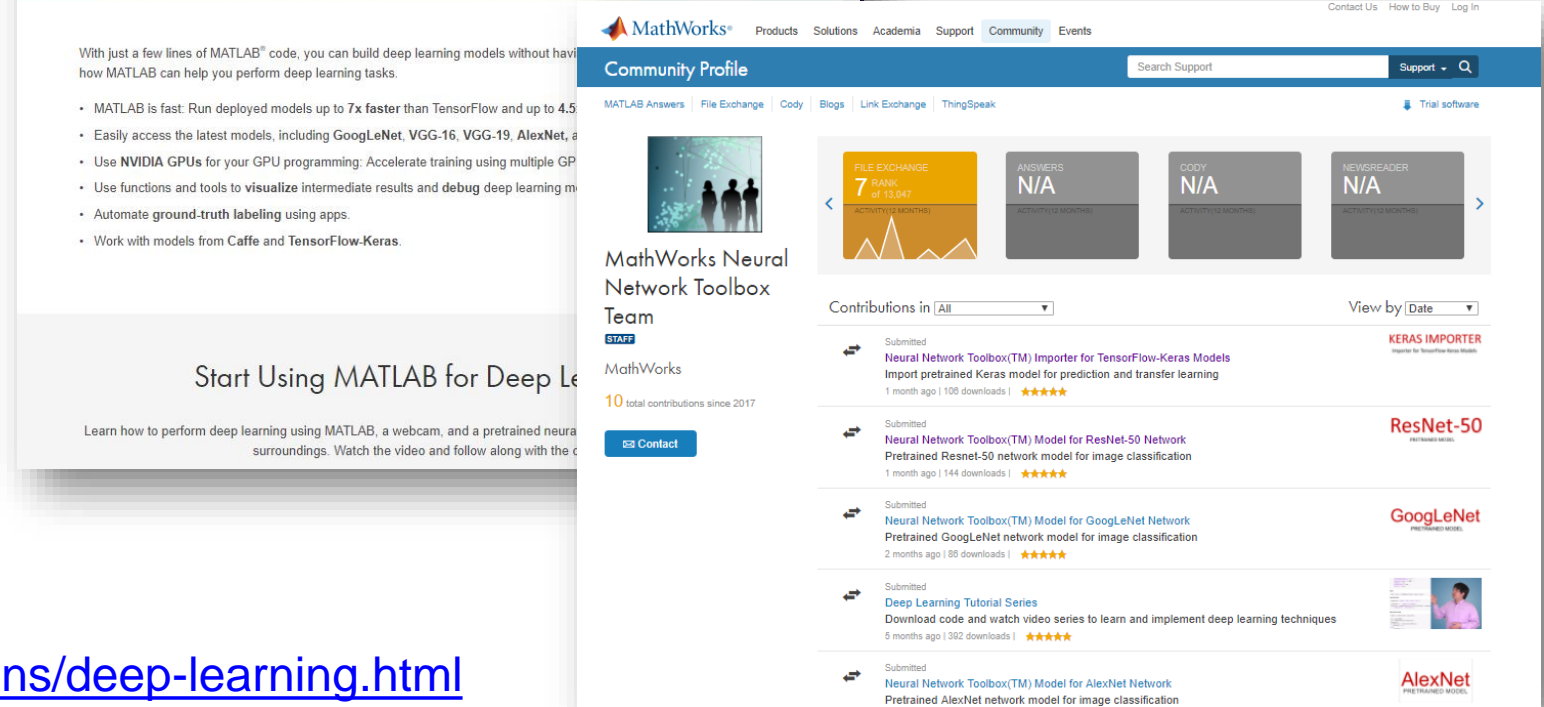 With just a few lines of MATLAB® code, you can build deep learning models without havi
how MATLAB can help you perform deep learning tasks.
• MATLAB is fast: Run deployed models up to 7x faster than TensorFlow and up to 4.5
• Easily access the latest models, including GoogLeNet, VGG-16, VGG-19, AlexNet, a
• Use NVIDIA GPUs for your GPU programming: Accelerate training using multiple GP
• Use functions and tools to visualize intermediate results and debug deep learning m
• Automate ground-truth labeling using apps.
• Work with models from Caffe and TensorFlow-Keras.
Start Using MATLAB for Deep Le
Learn how to perform deep learning using MATLAB, a webcam, and a pretrained neura
surroundings. Watch the video and follow along with the c
ns/deep-learning.html
Contact Us How to Buy Log In
MathWorks® Products Solutions Academia Support Community Events
Community Profile Search Support Support
MATLAB Answers File Exchange Cody Blogs Link Exchange ThingSpeak Trial software
MathWorks Neural
Network Toolbox
Team
STAFF
MathWorks
10 total contributions since 2017
Contact
FILE EXCHANGE
7 RANK
of 13,047
ACTIVITY(12 MONTHS)
ANSWERS
N/A
ACTIVITY(12 MONTHS)
CODY
N/A
ACTIVITY(12 MONTHS)
NEWSREADER
N/A
ACTIVITY(12 MONTHS)
Contributions in All View by Date
Submitted
Neural Network Toolbox(TM) Importer for TensorFlow-Keras Models
Import pretrained Keras model for prediction and transfer learning
1 month ago | 106 downloads |
KERAS IMPORTER
Importer for TensorFlow-Keras Models
Submitted
Neural Network Toolbox(TM) Model for ResNet-50 Network
Pretrained Resnet-50 network model for image classification
1 month ago | 144 downloads |
ResNet-50
PRETRAINED MODEL
Submitted
Neural Network Toolbox(TM) Model for GoogLeNet Network
Pretrained GoogLeNet network model for image classification
2 months ago | 86 downloads |
GoogLeNet
PRETRAINED MODEL
Submitted
Deep Learning Tutorial Series
Download code and watch video series to learn and implement deep learning techniques
5 months ago | 392 downloads |
Submitted
Neural Network Toolbox(TM) Model for AlexNet Network
Pretrained AlexNet network model for image classification
AlexNet
PRETRAINED MODEL